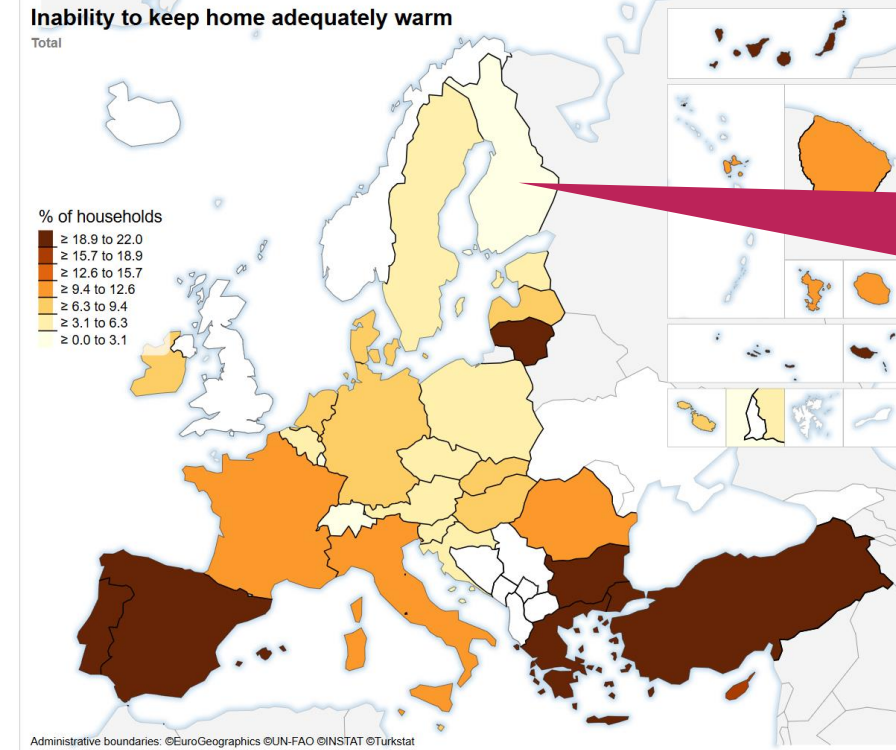 Inability to keep home adequately warm
Total
% of households
≥ 18.9 to 22.0
≥ 15.7 to 18.9
≥ 12.6 to 15.7
≥ 9.4 to 12.6
≥ 6.3 to 9.4
≥ 3.1 to 6.3
≥ 0.0 to 3.1
Administrative boundaries: ©EuroGeographics ©UN-FAO ©INSTAT ©Turkstat